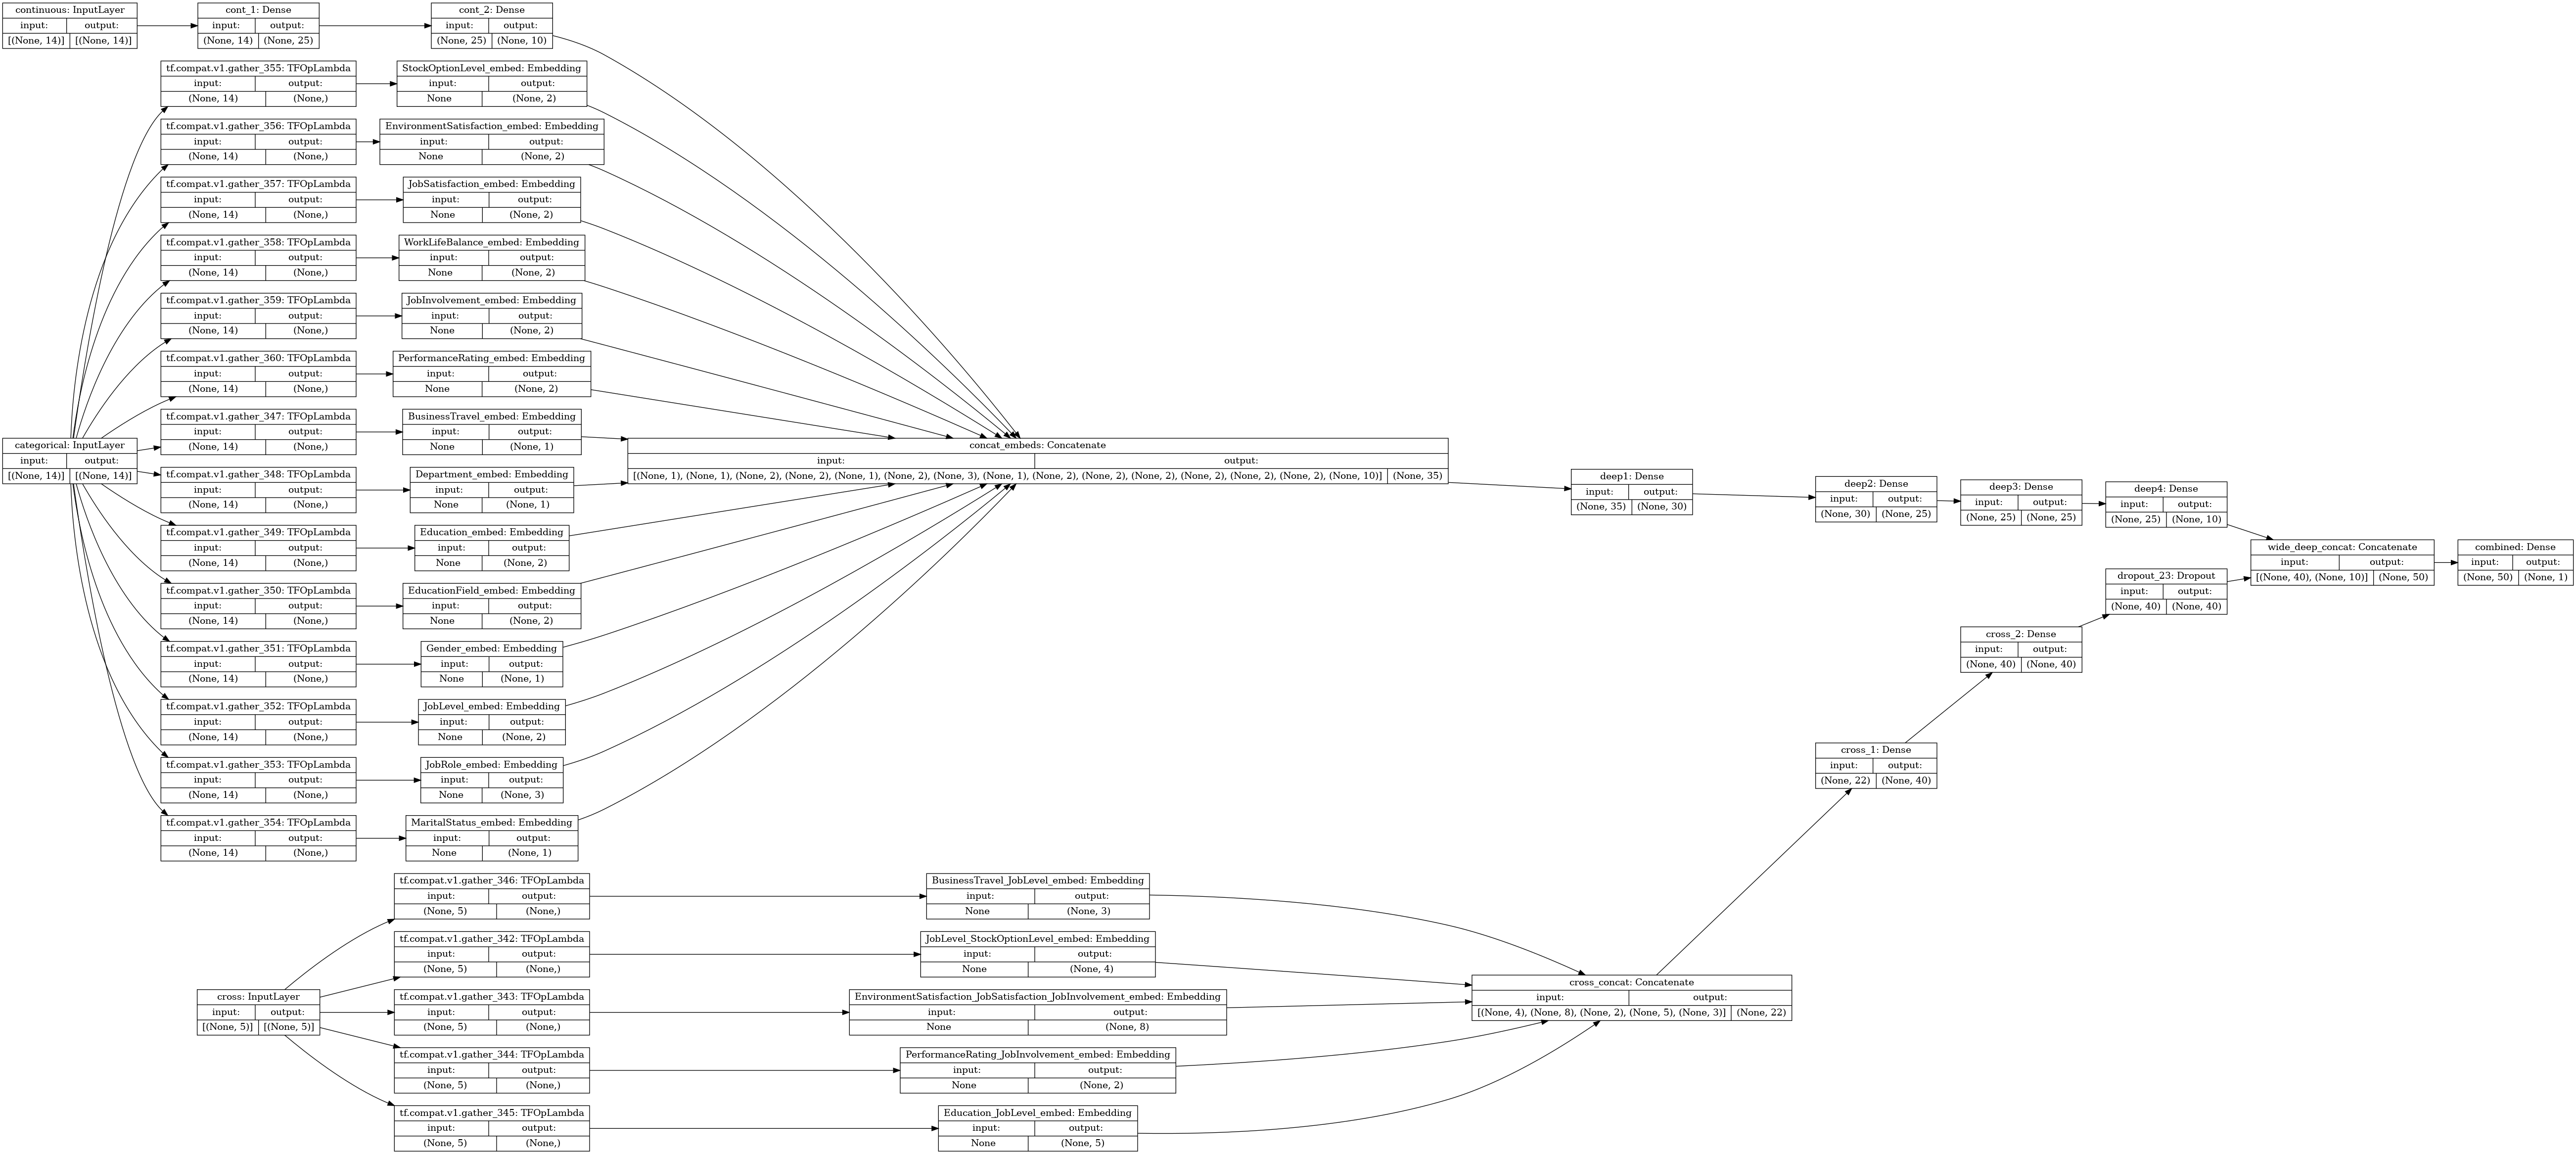 continuous: InputLayer
input: output:
[(None, 14)] [(None, 14)]
cont_1: Dense
input: output:
(None, 14) (None, 25)
cont_2: Dense
input: output:
(None, 25) (None, 10)
tf.compat.v1.gather_355: TFOpLambda
input: output:
(None, 14) (None,)
StockOptionLevel_embed: Embedding
input: output:
None (None, 2)
tf.compat.v1.gather_356: TFOpLambda
input: output:
(None, 14) (None,)
EnvironmentSatisfaction_embed: Embedding
input: output:
None (None, 2)
tf.compat.v1.gather_357: TFOpLambda
input: output:
(None, 14) (None,)
JobSatisfaction_embed: Embedding
input: output:
None (None, 2)
tf.compat.v1.gather_358: TFOpLambda
input: output:
(None, 14) (None,)
WorkLifeBalance_embed: Embedding
input: output:
None (None, 2)
tf.compat.v1.gather_359: TFOpLambda
input: output:
(None, 14) (None,)
JobInvolvement_embed: Embedding
input: output:
None (None, 2)
tf.compat.v1.gather_360: TFOpLambda
input: output:
(None, 14) (None,)
PerformanceRating_embed: Embedding
input: output:
None (None, 2)
categorical: InputLayer
input: output:
[(None, 14)] [(None, 14)]
tf.compat.v1.gather_347: TFOpLambda
input: output:
(None, 14) (None,)
BusinessTravel_embed: Embedding
input: output:
None (None, 1)
tf.compat.v1.gather_348: TFOpLambda
input: output:
(None, 14) (None,)
Department_embed: Embedding
input: output:
None (None, 1)
tf.compat.v1.gather_349: TFOpLambda
input: output:
(None, 14) (None,)
Education_embed: Embedding
input: output:
None (None, 2)
tf.compat.v1.gather_350: TFOpLambda
input: output:
(None, 14) (None,)
EducationField_embed: Embedding
input: output:
None (None, 2)
tf.compat.v1.gather_351: TFOpLambda
input: output:
(None, 14) (None,)
Gender_embed: Embedding
input: output:
None (None, 1)
tf.compat.v1.gather_352: TFOpLambda
input: output:
(None, 14) (None,)
JobLevel_embed: Embedding
input: output:
None (None, 2)
tf.compat.v1.gather_353: TFOpLambda
input: output:
(None, 14) (None,)
JobRole_embed: Embedding
input: output:
None (None, 3)
tf.compat.v1.gather_354: TFOpLambda
input: output:
(None, 14) (None,)
MaritalStatus_embed: Embedding
input: output:
None (None, 1)
concat_embeds: Concatenate
input: output:
[(None, 1), (None, 1), (None, 2), (None, 2), (None, 1), (None, 2), (None, 3), (None, 1), (None, 2), (None, 2), (None, 2), (None, 2), (None, 2), (None, 2), (None, 10)] (None, 35)
deep1: Dense
input: output:
(None, 35) (None, 30)
deep2: Dense
input: output:
(None, 30) (None, 25)
deep3: Dense
input: output:
(None, 25) (None, 25)
deep4: Dense
input: output:
(None, 25) (None, 10)
wide_deep_concat: Concatenate
input: output:
[(None, 40), (None, 10)] (None, 50)
combined: Dense
input: output:
(None, 50) (None, 1)
dropout_23: Dropout
input: output:
(None, 40) (None, 40)
cross_2: Dense
input: output:
(None, 40) (None, 40)
cross_1: Dense
input: output:
(None, 22) (None, 40)
tf.compat.v1.gather_346: TFOpLambda
input: output:
(None, 5) (None,)
BusinessTravel_JobLevel_embed: Embedding
input: output:
None (None, 3)
tf.compat.v1.gather_342: TFOpLambda
input: output:
(None, 5) (None,)
JobLevel_StockOptionLevel_embed: Embedding
input: output:
None (None, 4)
cross: InputLayer
input: output:
[(None, 5)] [(None, 5)]
tf.compat.v1.gather_343: TFOpLambda
input: output:
(None, 5) (None,)
EnvironmentSatisfaction_JobSatisfaction_JobInvolvement_embed: Embedding
input: output:
None (None, 8)
cross_concat: Concatenate
input: output:
[(None, 4), (None, 8), (None, 2), (None, 5), (None, 3)] (None, 22)
tf.compat.v1.gather_344: TFOpLambda
input: output:
(None, 5) (None,)
PerformanceRating_JobInvolvement_embed: Embedding
input: output:
None (None, 2)
tf.compat.v1.gather_345: TFOpLambda
input: output:
(None, 5) (None,)
Education_JobLevel_embed: Embedding
input: output:
None (None, 5)